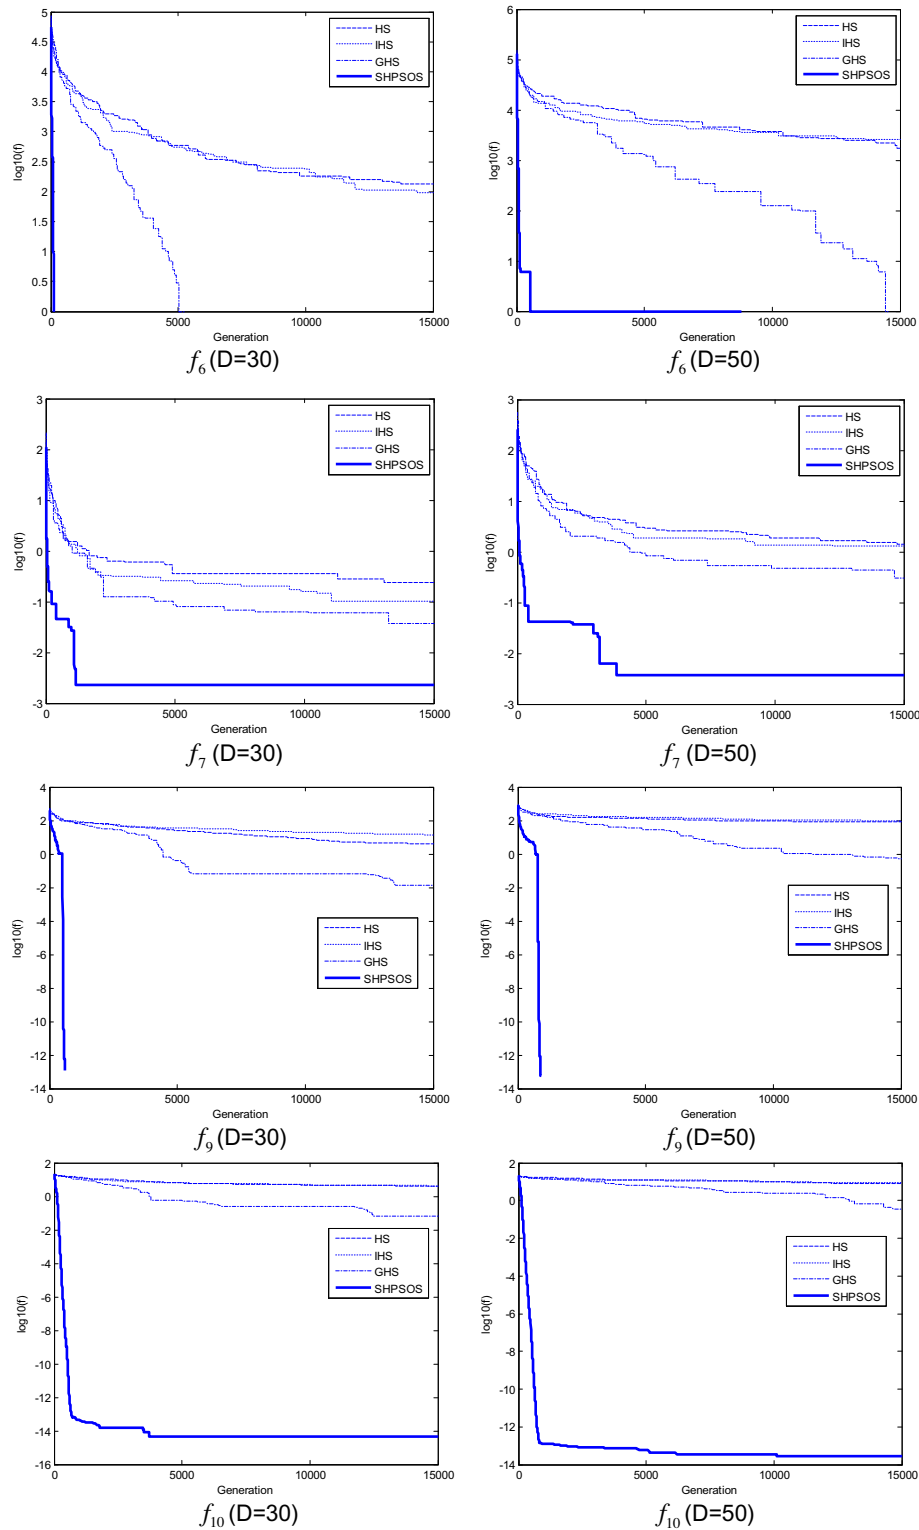 5
4.5
4
3.5
3
2.5
2
1.5
1
0.5
0
log10(f)
HS
IHS
GHS
SHPSOS
0 5000 10000 15000
Generation
f6 (D=30)
6
5
4
3
2
1
0
log10(f)
HS
IHS
GHS
SHPSOS
0 5000 10000 15000
Generation
f6 (D=50)
3
2
1
0
-1
-2
-3
log10(f)
HS
IHS
GHS
SHPSOS
0 5000 10000 15000
Generation
f7 (D=30)
3
2
1
0
-1
-2
-3
log10(f)
HS
IHS
GHS
SHPSOS
0 5000 10000 15000
Generation
f7 (D=50)
4
2
0
-2
-4
-6
-8
-10
-12
-14
log10(f)
HS
IHS
GHS
SHPSOS
0 5000 10000 15000
Generation
f9 (D=30)
4
2
0
-2
-4
-6
-8
-10
-12
-14
log10(f)
HS
IHS
GHS
SHPSOS
0 5000 10000 15000
Generation
f9 (D=50)
2
0
-2
-4
-6
-8
-10
-12
-14
-16
log10(f)
HS
IHS
GHS
SHPSOS
0 5000 10000 15000
Generation
f10 (D=30)
2
0
-2
-4
-6
-8
-10
-12
-14
-16
log10(f)
HS
IHS
GHS
SHPSOS
0 5000 10000 15000
Generation
f10 (D=50)